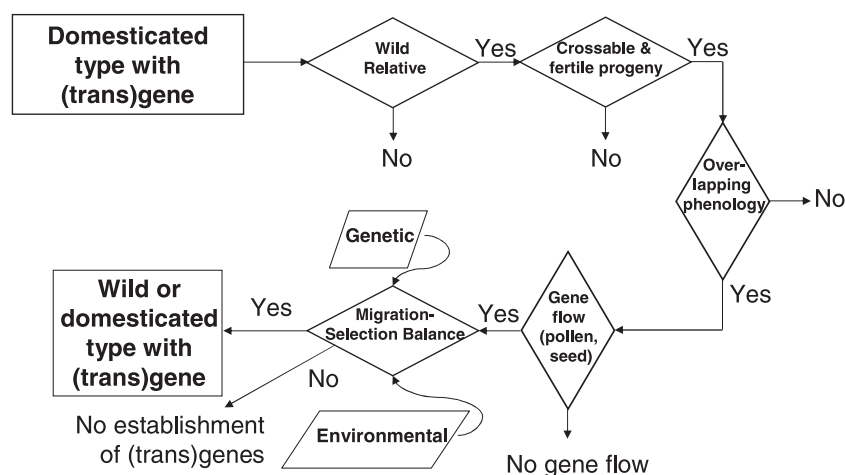 Domesticated
type with
(trans)gene
Wild
Relative
Yes
No
Crossable &
fertile progeny
Yes
No
Over-
lapping
phenology
No
Yes
Gene
flow
(pollen,
seed)
Yes
No gene flow
Genetic
Migration-
Selection Balance
Environmental
Yes
No
Wild or
domesticated
type with
(trans)gene
No establishment
of (trans)genes